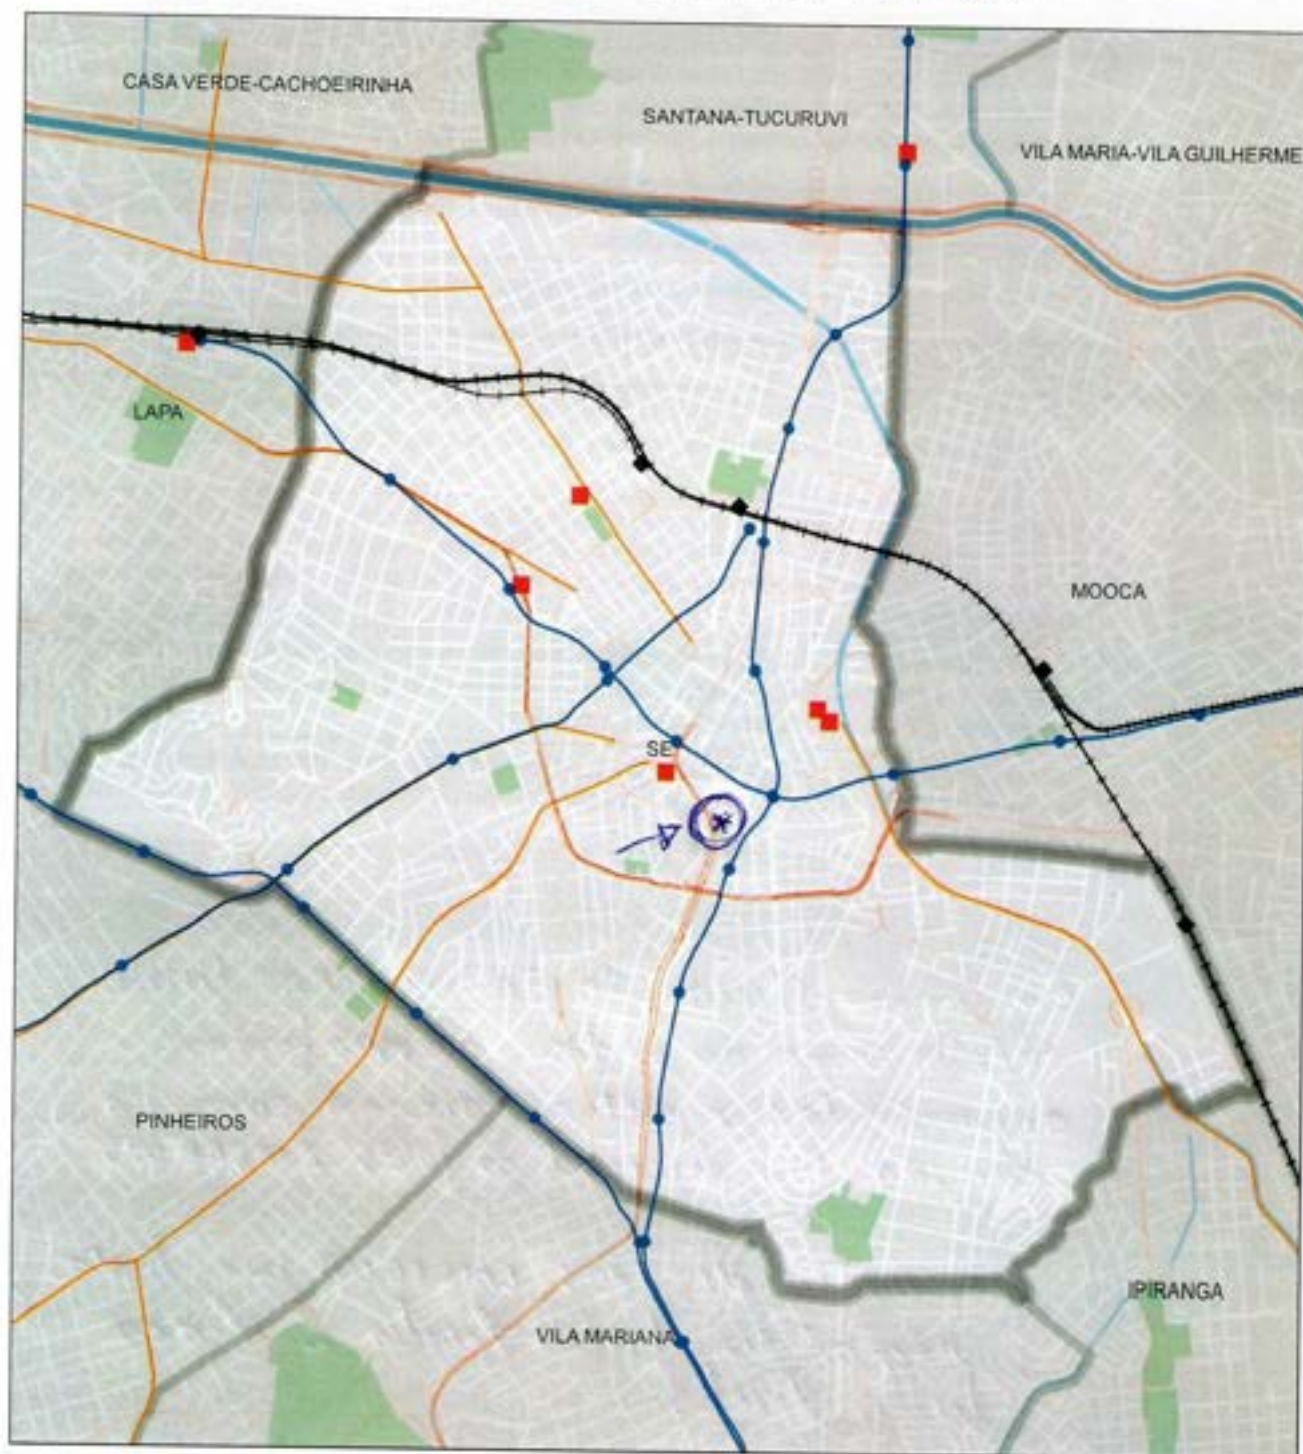 CASA VERDE-CACHOEIRINHA
SANTANA-TUCURUVI
VILA MARIA-VILA GUILHERME
LAPA
MOOCA
SE
PINHEIROS
IPIRANGA
VILA MARIANA